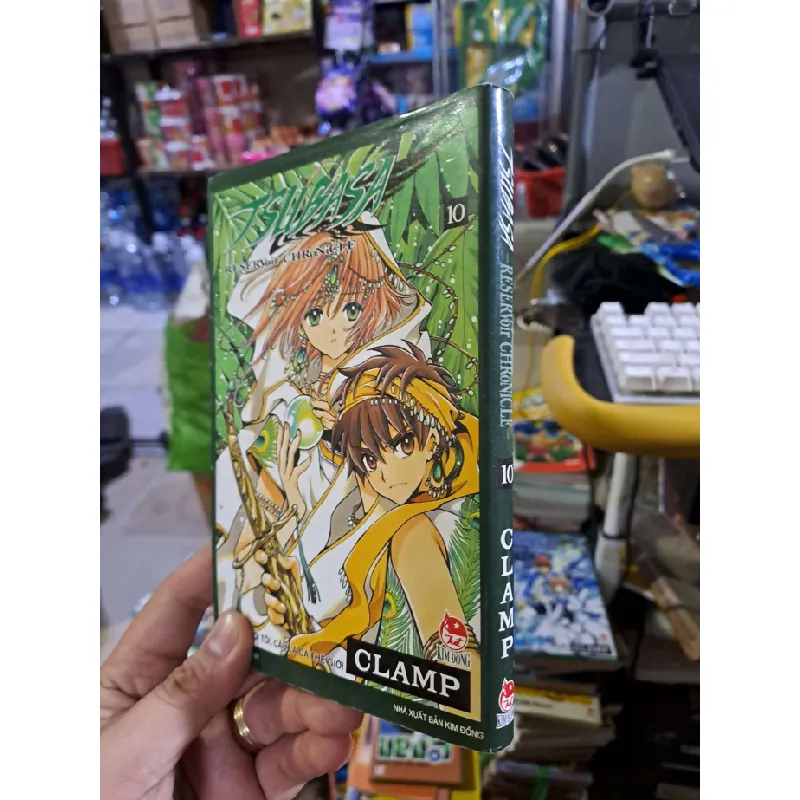 TSUBASA
10
RESERVoir CHRoNiCLE
CLAMP
KIM ĐỒNG
NHÀ XUẤT BẢN KIM ĐỒNG
TSUBASA
RESERVoir CHRoNiCLE
10
CLAMP